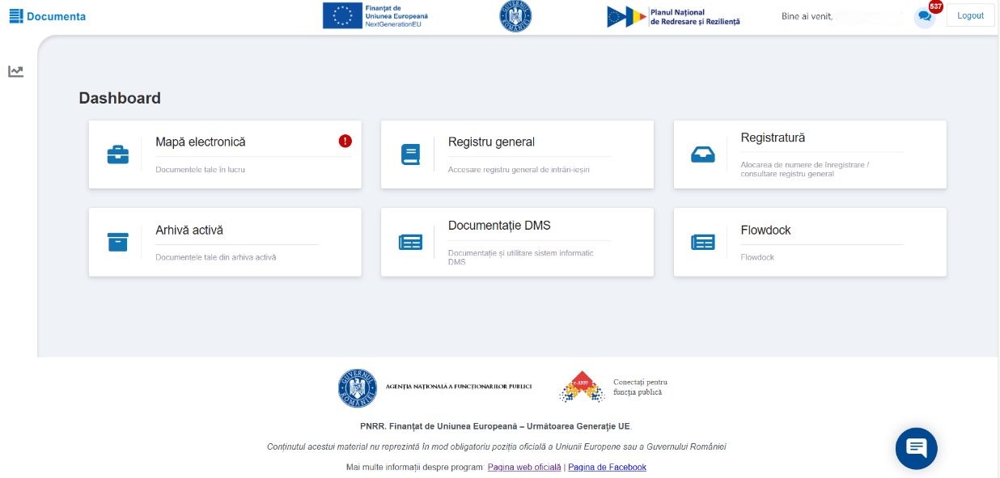 Documenta
Finanțat de
Uniunea Europeană
NextGenerationEU
GUVERNUL ROMÂNIEI
Planul Național
de Redresare și Reziliență
Bine ai venit,
537
Logout
Dashboard
Mapă electronică
!
Documentele tale în lucru
Registru general
Accesare registru general de intrări-ieșiri
Registratură
Alocarea de numere de înregistrare /
consultare registru general
Arhivă activă
Documentele tale din arhiva activă
Documentație DMS
Documentație și utilitare sistem informatic
DMS
Flowdock
Flowdock
GUVERNUL ROMÂNIEI
AGENȚIA NAȚIONALĂ A FUNCȚIONARILOR PUBLICI
e-ANFP
Conectați pentru
funcția publică
PNRR. Finanțat de Uniunea Europeană – Următoarea Generație UE.
Conținutul acestui material nu reprezintă în mod obligatoriu poziția oficială a Uniunii Europene sau a Guvernului României
Mai multe informații despre program: Pagina web oficială | Pagina de Facebook